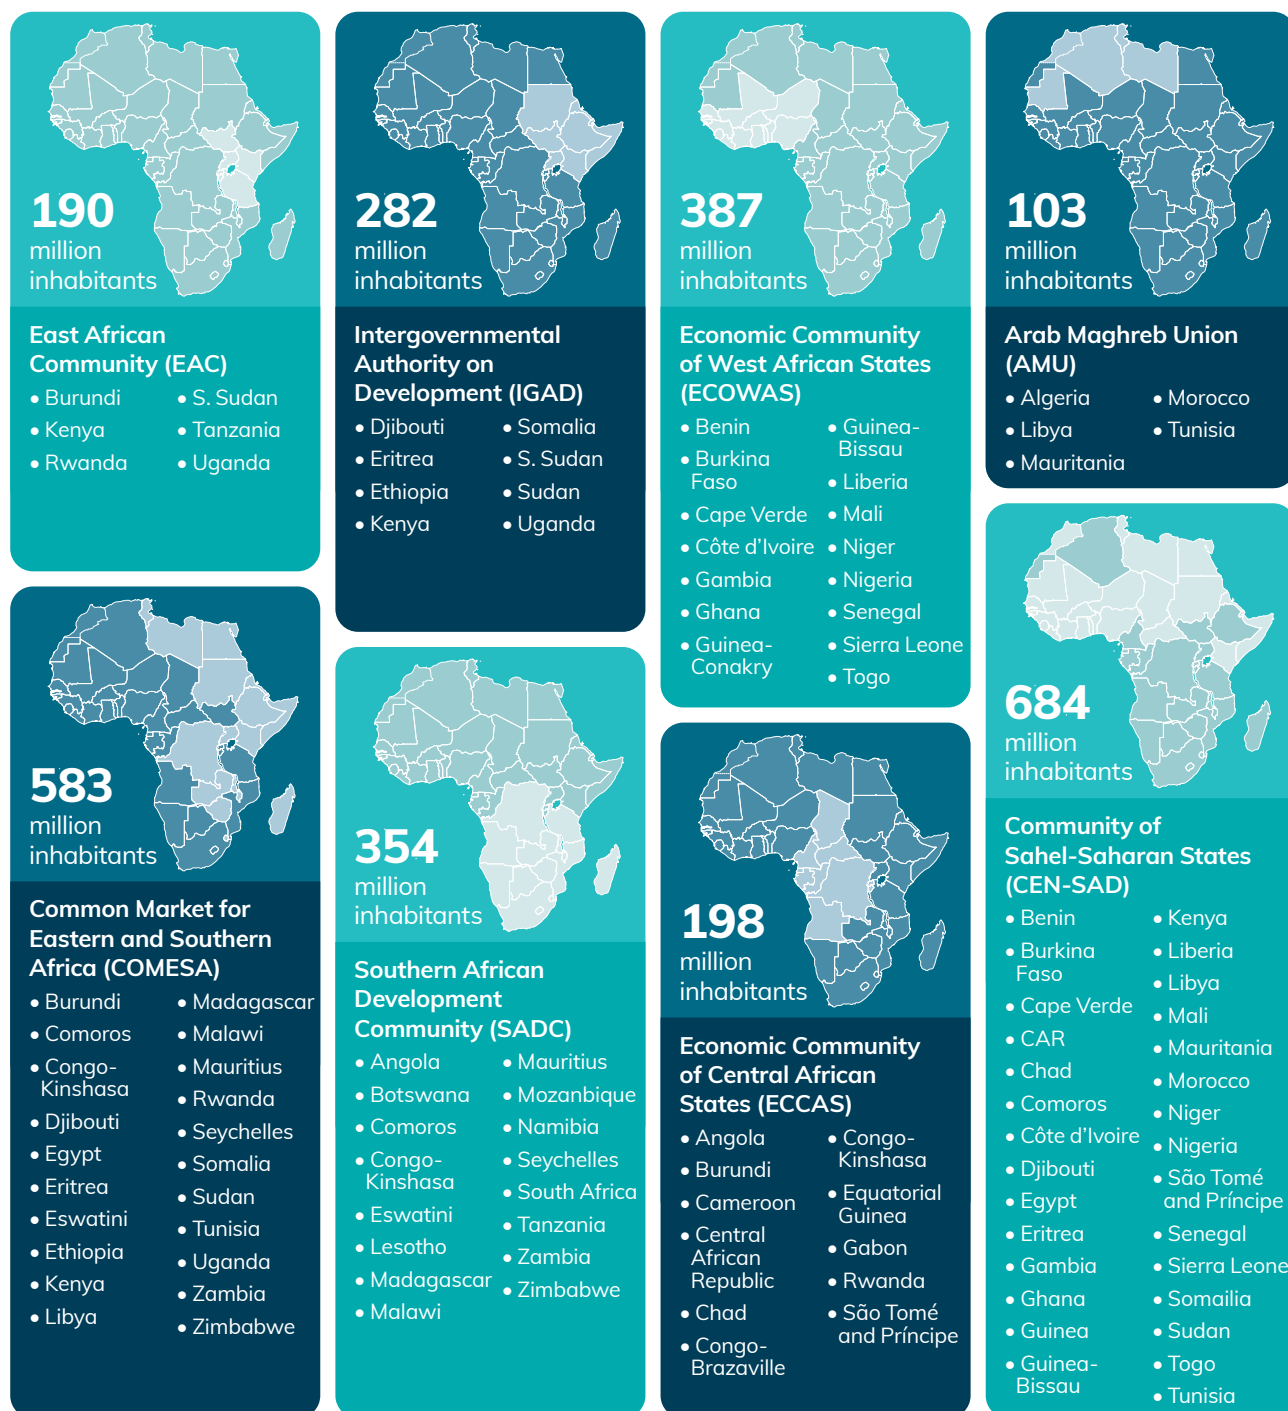 190
million
inhabitants
East African
Community (EAC)
• Burundi
• Kenya
• Rwanda
• S. Sudan
• Tanzania
• Uganda
282
million
inhabitants
Intergovernmental
Authority on
Development (IGAD)
• Djibouti
• Eritrea
• Ethiopia
• Kenya
• Somalia
• S. Sudan
• Sudan
• Uganda
387
million
inhabitants
Economic Community
of West African States
(ECOWAS)
• Benin
• Burkina
Faso
• Cape Verde
• Côte d’Ivoire
• Gambia
• Ghana
• Guinea-
Conakry
• Guinea-
Bissau
• Liberia
• Mali
• Niger
• Nigeria
• Senegal
• Sierra Leone
• Togo
103
million
inhabitants
Arab Maghreb Union
(AMU)
• Algeria
• Libya
• Mauritania
• Morocco
• Tunisia
583
million
inhabitants
Common Market for
Eastern and Southern
Africa (COMESA)
• Burundi
• Comoros
• Congo-
Kinshasa
• Djibouti
• Egypt
• Eritrea
• Eswatini
• Ethiopia
• Kenya
• Libya
• Madagascar
• Malawi
• Mauritius
• Rwanda
• Seychelles
• Somalia
• Sudan
• Tunisia
• Uganda
• Zambia
• Zimbabwe
354
million
inhabitants
Southern African
Development
Community (SADC)
• Angola
• Botswana
• Comoros
• Congo-
Kinshasa
• Eswatini
• Lesotho
• Madagascar
• Malawi
• Mauritius
• Mozambique
• Namibia
• Seychelles
• South Africa
• Tanzania
• Zambia
• Zimbabwe
198
million
inhabitants
Economic Community
of Central African
States (ECCAS)
• Angola
• Burundi
• Cameroon
• Central
African
Republic
• Chad
• Congo-
Brazaville
• Congo-
Kinshasa
• Equatorial
Guinea
• Gabon
• Rwanda
• São Tomé
and Príncipe
684
million
inhabitants
Community of
Sahel-Saharan States
(CEN-SAD)
• Benin
• Burkina
Faso
• Cape Verde
• CAR
• Chad
• Comoros
• Côte d’Ivoire
• Djibouti
• Egypt
• Eritrea
• Gambia
• Ghana
• Guinea
• Guinea-
Bissau
• Kenya
• Liberia
• Libya
• Mali
• Mauritania
• Morocco
• Niger
• Nigeria
• São Tomé
and Príncipe
• Senegal
• Sierra Leone
• Somailia
• Sudan
• Togo
• Tunisia